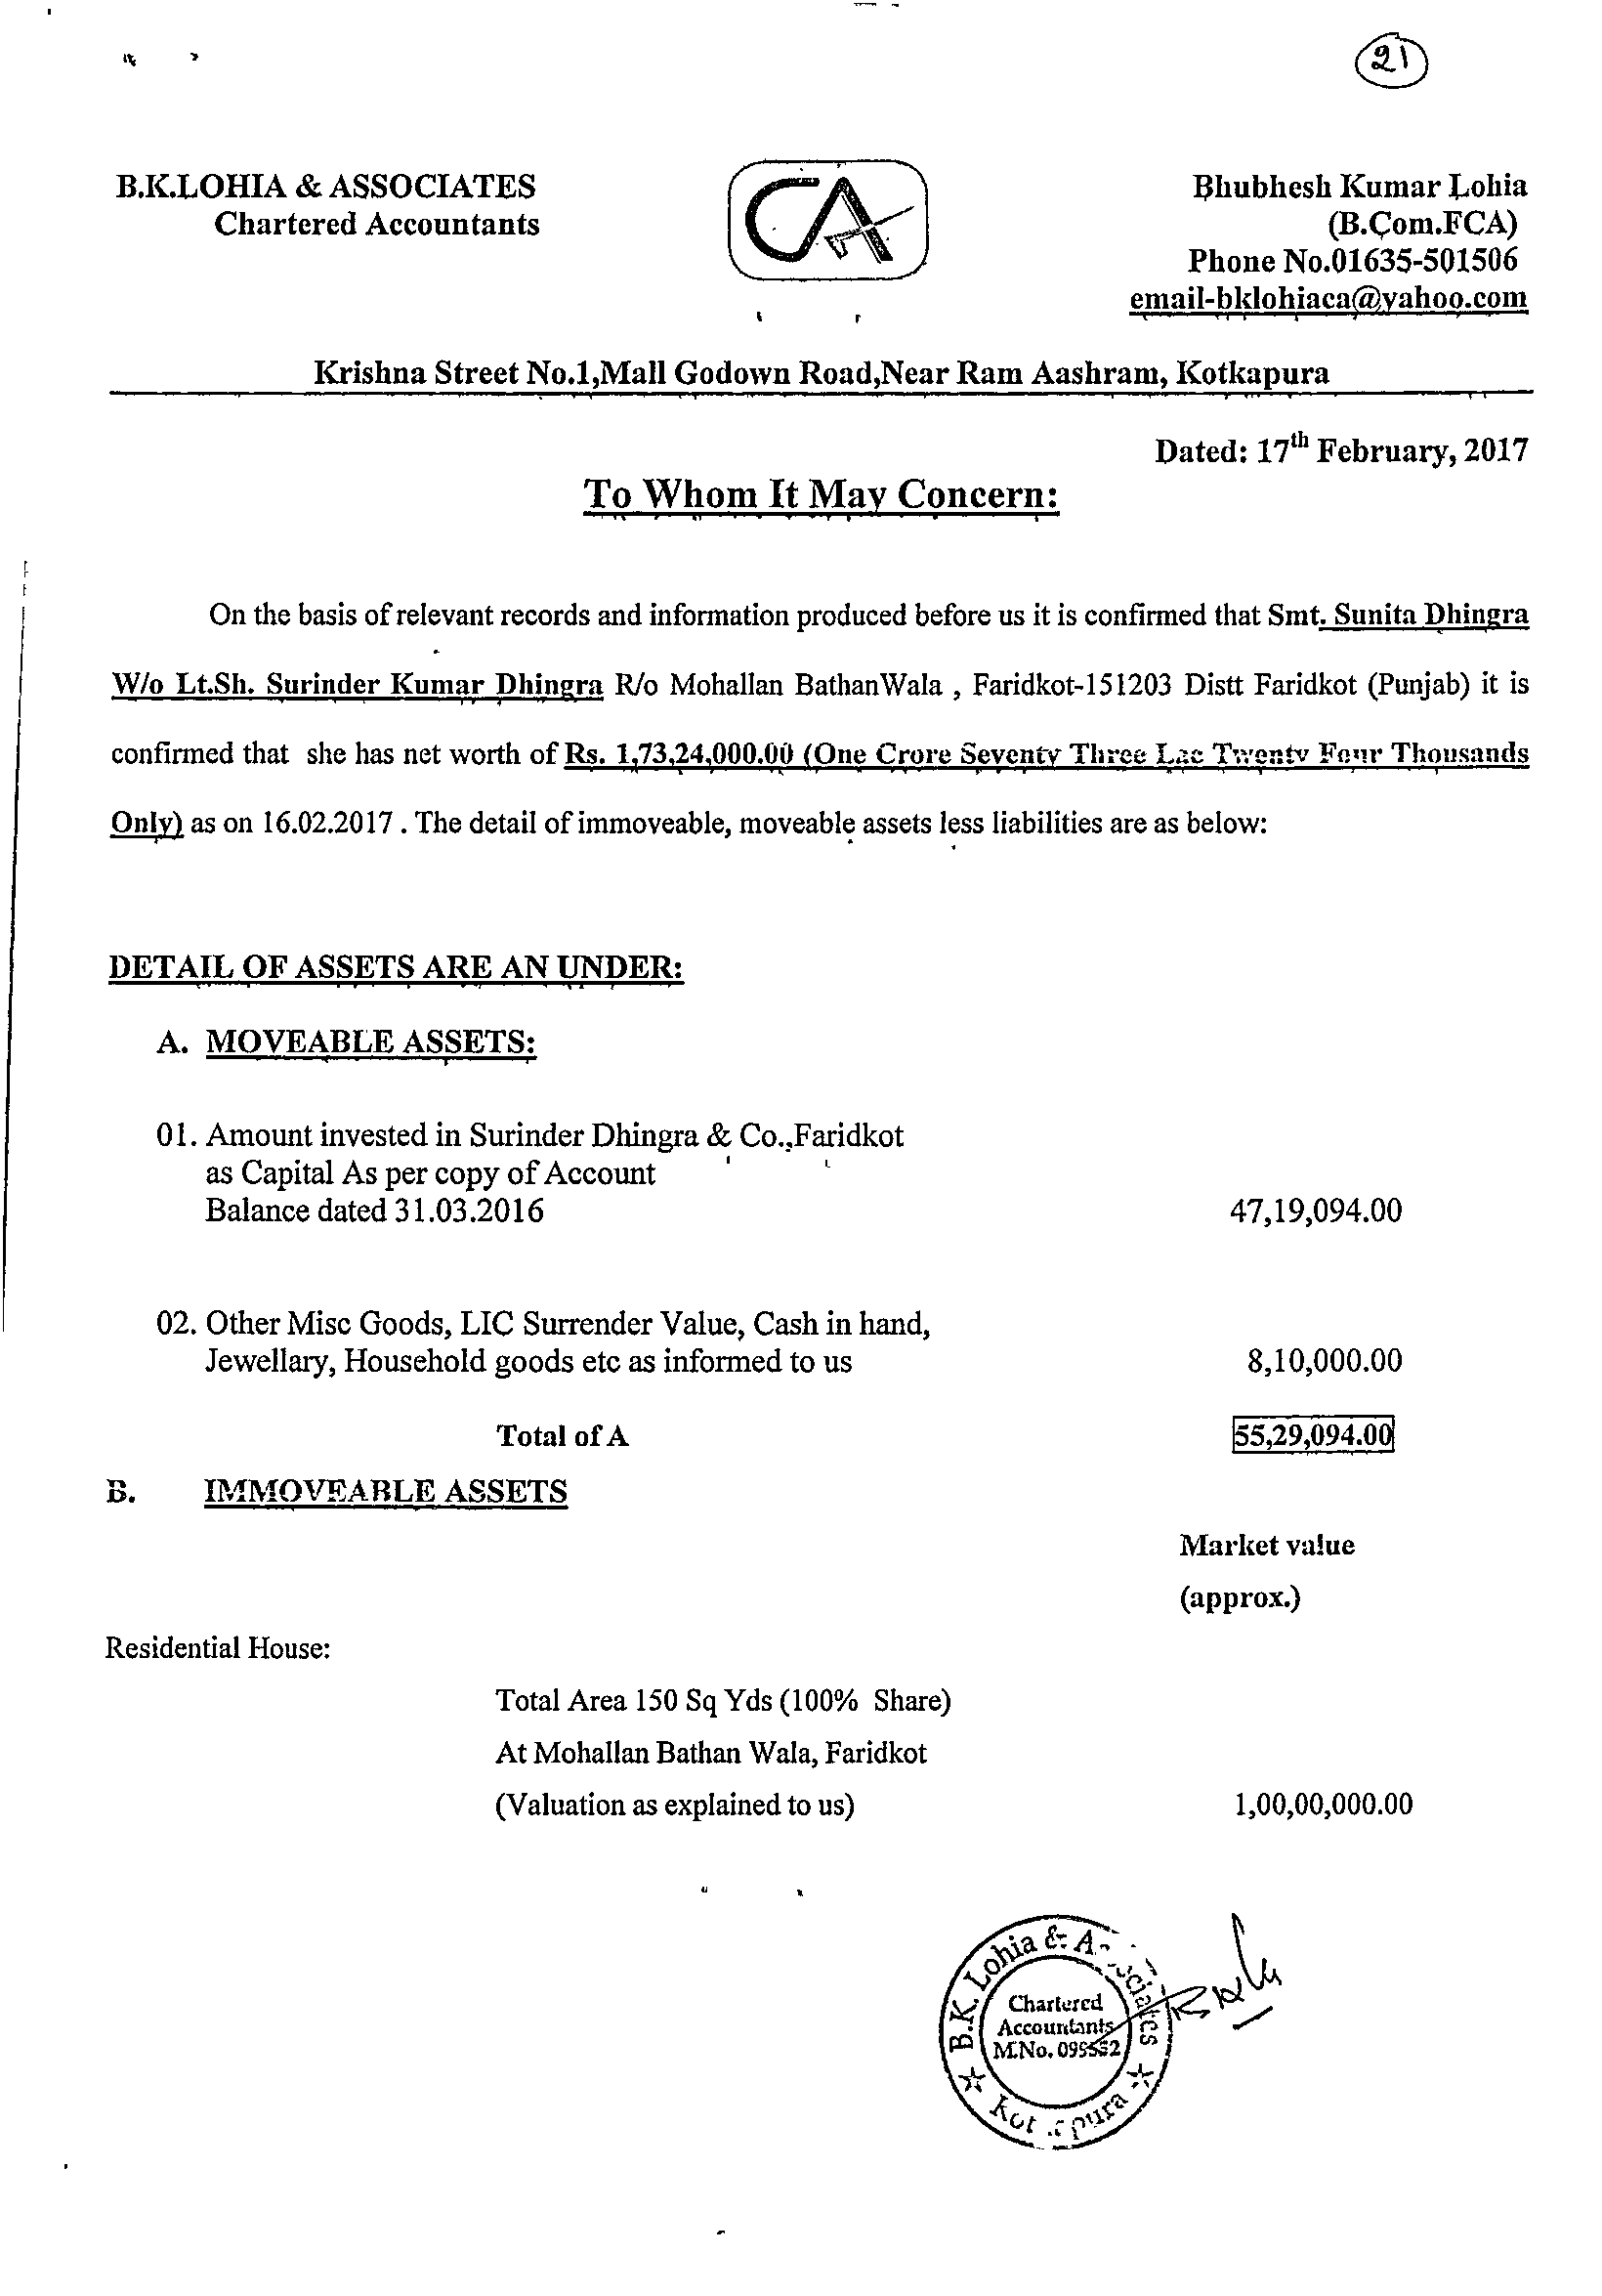 21
B.K.LOHIA & ASSOCIATES
Chartered Accountants
CA
Bhubhesh Kumar Lohia
(B.Com.FCA)
Phone No.01635-501506
email-bklohiaca@yahoo.com
Krishna Street No.1,Mall Godown Road,Near Ram Aashram, Kotkapura
Dated: 17th February, 2017
To Whom It May Concern:
On the basis of relevant records and information produced before us it is confirmed that Smt. Sunita Dhingra
W/o Lt.Sh. Surinder Kumar Dhingra R/o Mohallan BathanWala , Faridkot-151203 Distt Faridkot (Punjab) it is
confirmed that she has net worth of Rs. 1,73,24,000.00 (One Crore Seventy Three Lac Twenty Four Thousands
Only) as on 16.02.2017 . The detail of immoveable, moveable assets less liabilities are as below:
DETAIL OF ASSETS ARE AN UNDER:
A. MOVEABLE ASSETS:
01. Amount invested in Surinder Dhingra & Co.,Faridkot
as Capital As per copy of Account
Balance dated 31.03.2016 47,19,094.00
02. Other Misc Goods, LIC Surrender Value, Cash in hand,
Jewellary, Household goods etc as informed to us 8,10,000.00
Total of A 55,29,094.00
B. IMMOVEABLE ASSETS
Market value
(approx.)
Residential House:
Total Area 150 Sq Yds (100% Share)
At Mohallan Bathan Wala, Faridkot
(Valuation as explained to us) 1,00,00,000.00
B.K. Lohia & Associates
Chartered
Accountants
M.No.